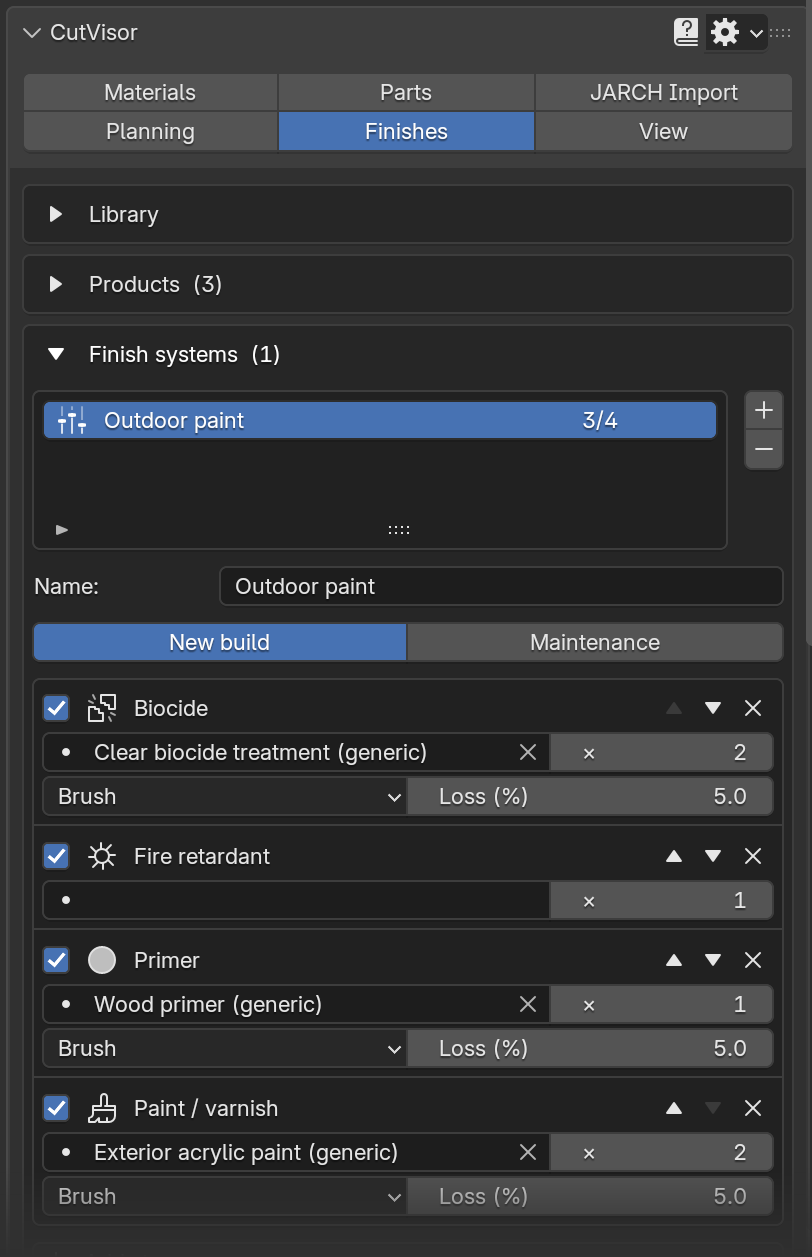 CutVisor
Materials Parts JARCH Import
Planning Finishes View
Library
Products (3)
Finish systems (1)
Outdoor paint 3/4
Name: Outdoor paint
New build Maintenance
Biocide
Clear biocide treatment (generic) × 2
Brush Loss (%) 5.0
Fire retardant
× 1
Primer
Wood primer (generic) × 1
Brush Loss (%) 5.0
Paint / varnish
Exterior acrylic paint (generic) × 2
Brush Loss (%) 5.0